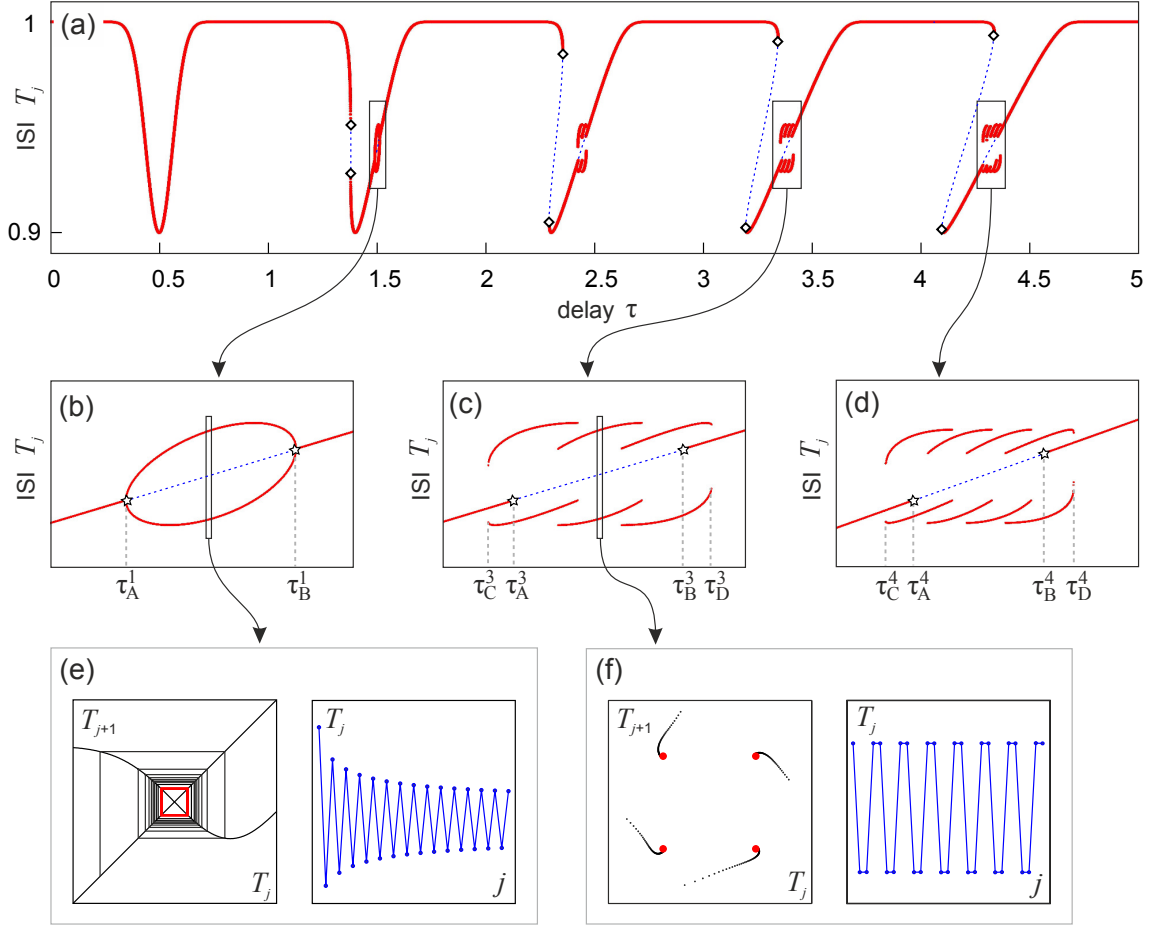 (a)
1
0.9
ISI T_j
0 0.5 1 1.5 2 2.5 3 3.5 4 4.5 5
delay τ
(b)
ISI T_j
τ_A^1 τ_B^1
(c)
ISI T_j
τ_C^3 τ_A^3 τ_B^3 τ_D^3
(d)
ISI T_j
τ_C^4 τ_A^4 τ_B^4 τ_D^4
(e)
T_{j+1}
T_j
T_j
j
(f)
T_{j+1}
T_j
T_j
j